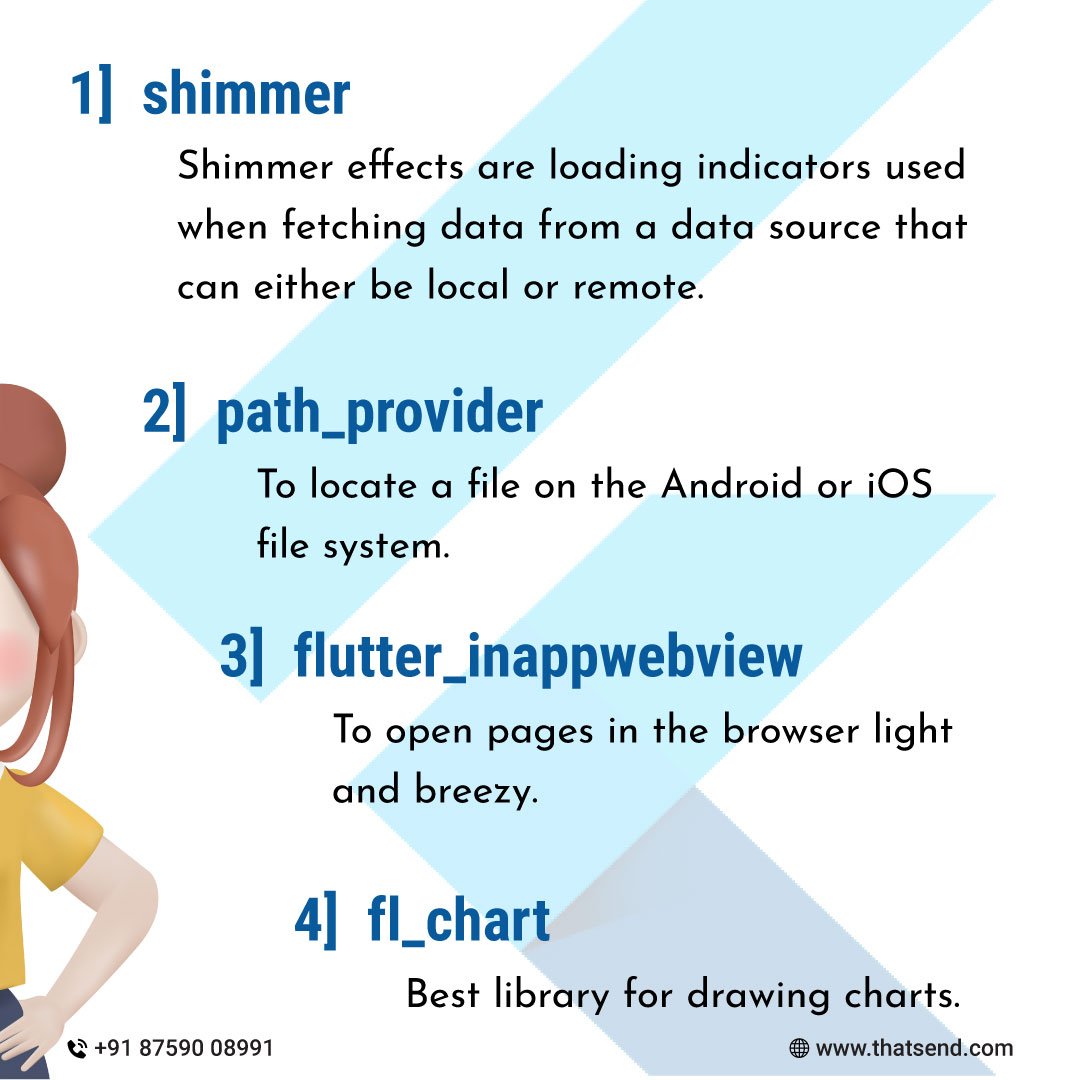 1] shimmer
Shimmer effects are loading indicators used
when fetching data from a data source that
can either be local or remote.
2] path_provider
To locate a file on the Android or iOS
file system.
3] flutter_inappwebview
To open pages in the browser light
and breezy.
4] fl_chart
Best library for drawing charts.
+91 87590 08991
www.thatsend.com